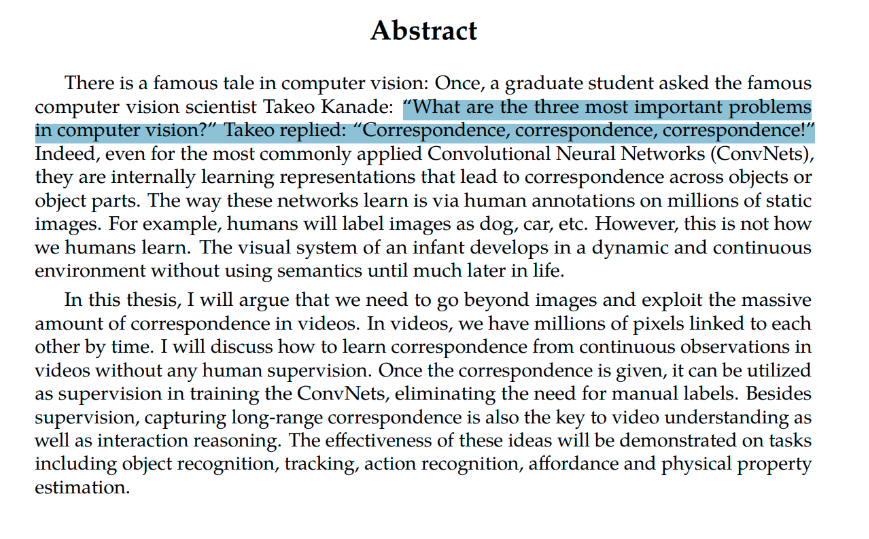 Abstract
There is a famous tale in computer vision: Once, a graduate student asked the famous
computer vision scientist Takeo Kanade: “What are the three most important problems
in computer vision?” Takeo replied: “Correspondence, correspondence, correspondence!”
Indeed, even for the most commonly applied Convolutional Neural Networks (ConvNets),
they are internally learning representations that lead to correspondence across objects or
object parts. The way these networks learn is via human annotations on millions of static
images. For example, humans will label images as dog, car, etc. However, this is not how
we humans learn. The visual system of an infant develops in a dynamic and continuous
environment without using semantics until much later in life.
In this thesis, I will argue that we need to go beyond images and exploit the massive
amount of correspondence in videos. In videos, we have millions of pixels linked to each
other by time. I will discuss how to learn correspondence from continuous observations in
videos without any human supervision. Once the correspondence is given, it can be utilized
as supervision in training the ConvNets, eliminating the need for manual labels. Besides
supervision, capturing long-range correspondence is also the key to video understanding as
well as interaction reasoning. The effectiveness of these ideas will be demonstrated on tasks
including object recognition, tracking, action recognition, affordance and physical property
estimation.